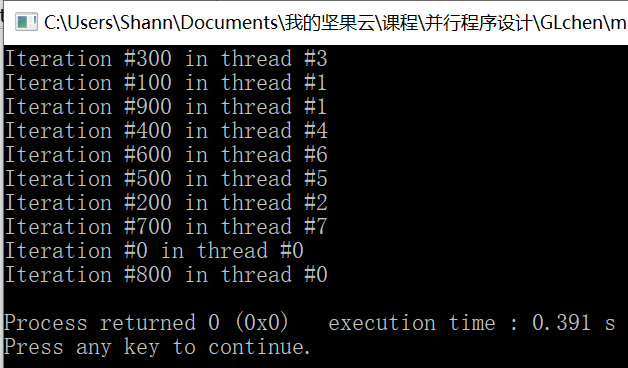 C:\Users\Shann\Documents\我的坚果云\课程\并行程序设计\GLchen\m
Iteration #300 in thread #3
Iteration #100 in thread #1
Iteration #900 in thread #1
Iteration #400 in thread #4
Iteration #600 in thread #6
Iteration #500 in thread #5
Iteration #200 in thread #2
Iteration #700 in thread #7
Iteration #0 in thread #0
Iteration #800 in thread #0
Process returned 0 (0x0)   execution time : 0.391 s
Press any key to continue.